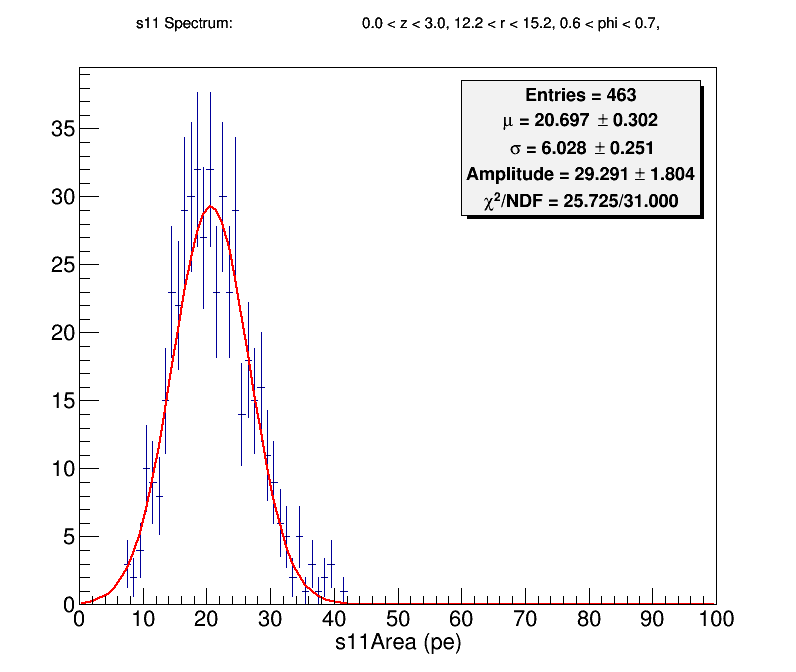 s11 Spectrum: 0.0 < z < 3.0, 12.2 < r < 15.2, 0.6 < phi < 0.7,
Entries = 463
μ = 20.697 ± 0.302
σ = 6.028 ± 0.251
Amplitude = 29.291 ± 1.804
χ²/NDF = 25.725/31.000
35
30
25
20
15
10
5
0
0 10 20 30 40 50 60 70 80 90 100
s11Area (pe)